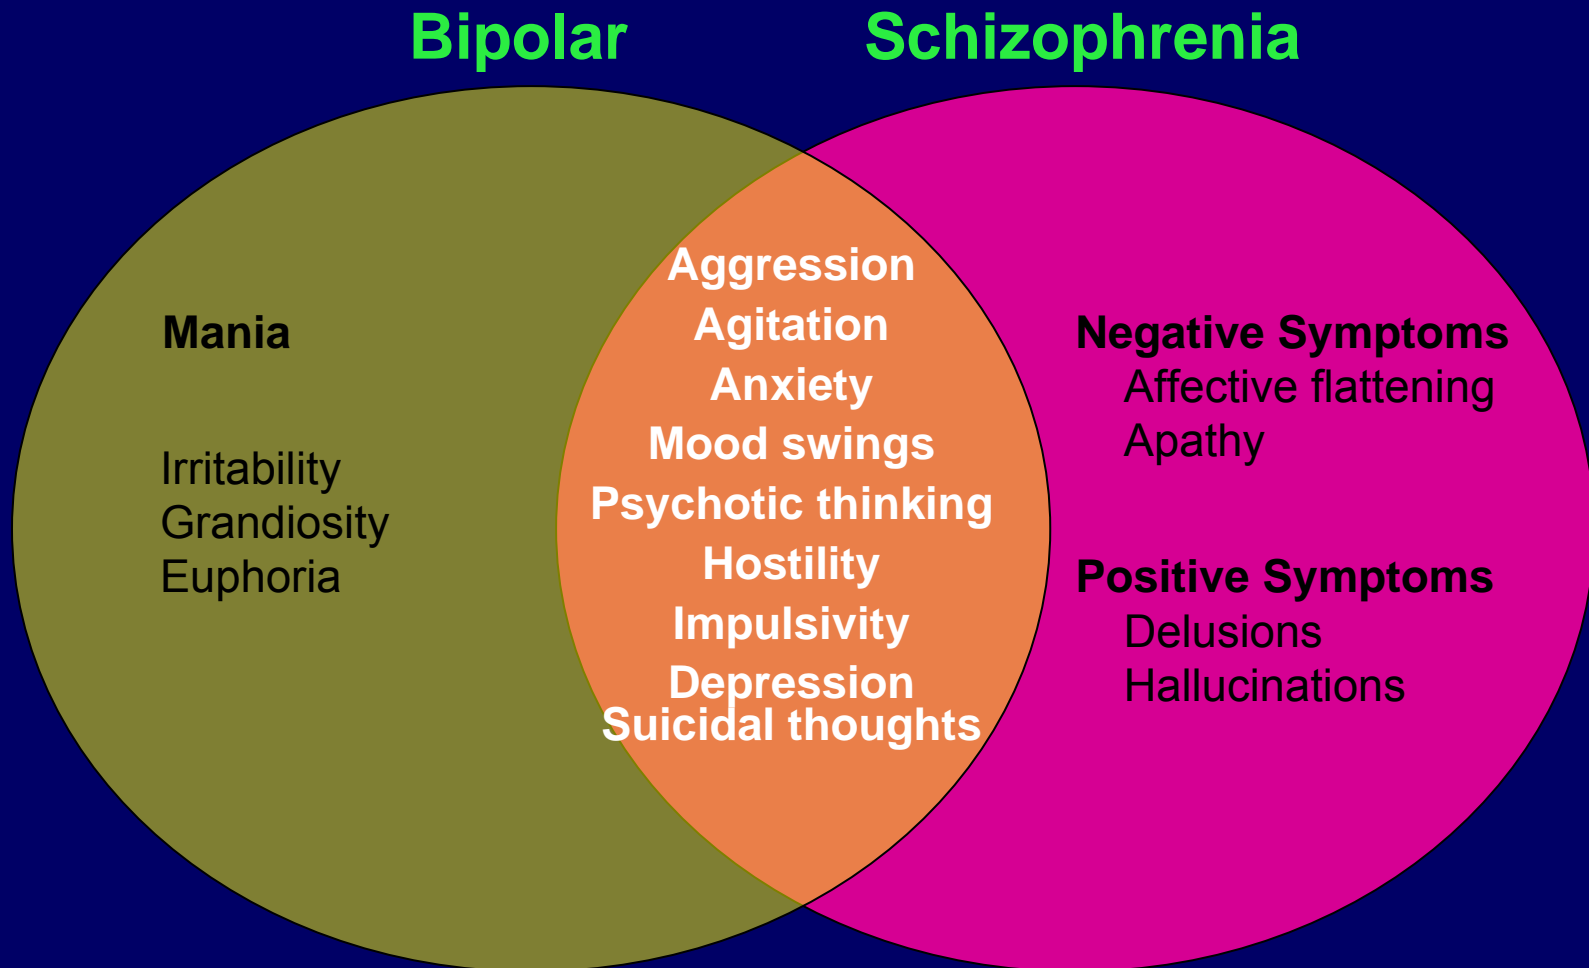 Bipolar
Schizophrenia
Mania
Irritability
Grandiosity
Euphoria
Aggression
Agitation
Anxiety
Mood swings
Psychotic thinking
Hostility
Impulsivity
Depression
Suicidal thoughts
Negative Symptoms
Affective flattening
Apathy
Positive Symptoms
Delusions
Hallucinations